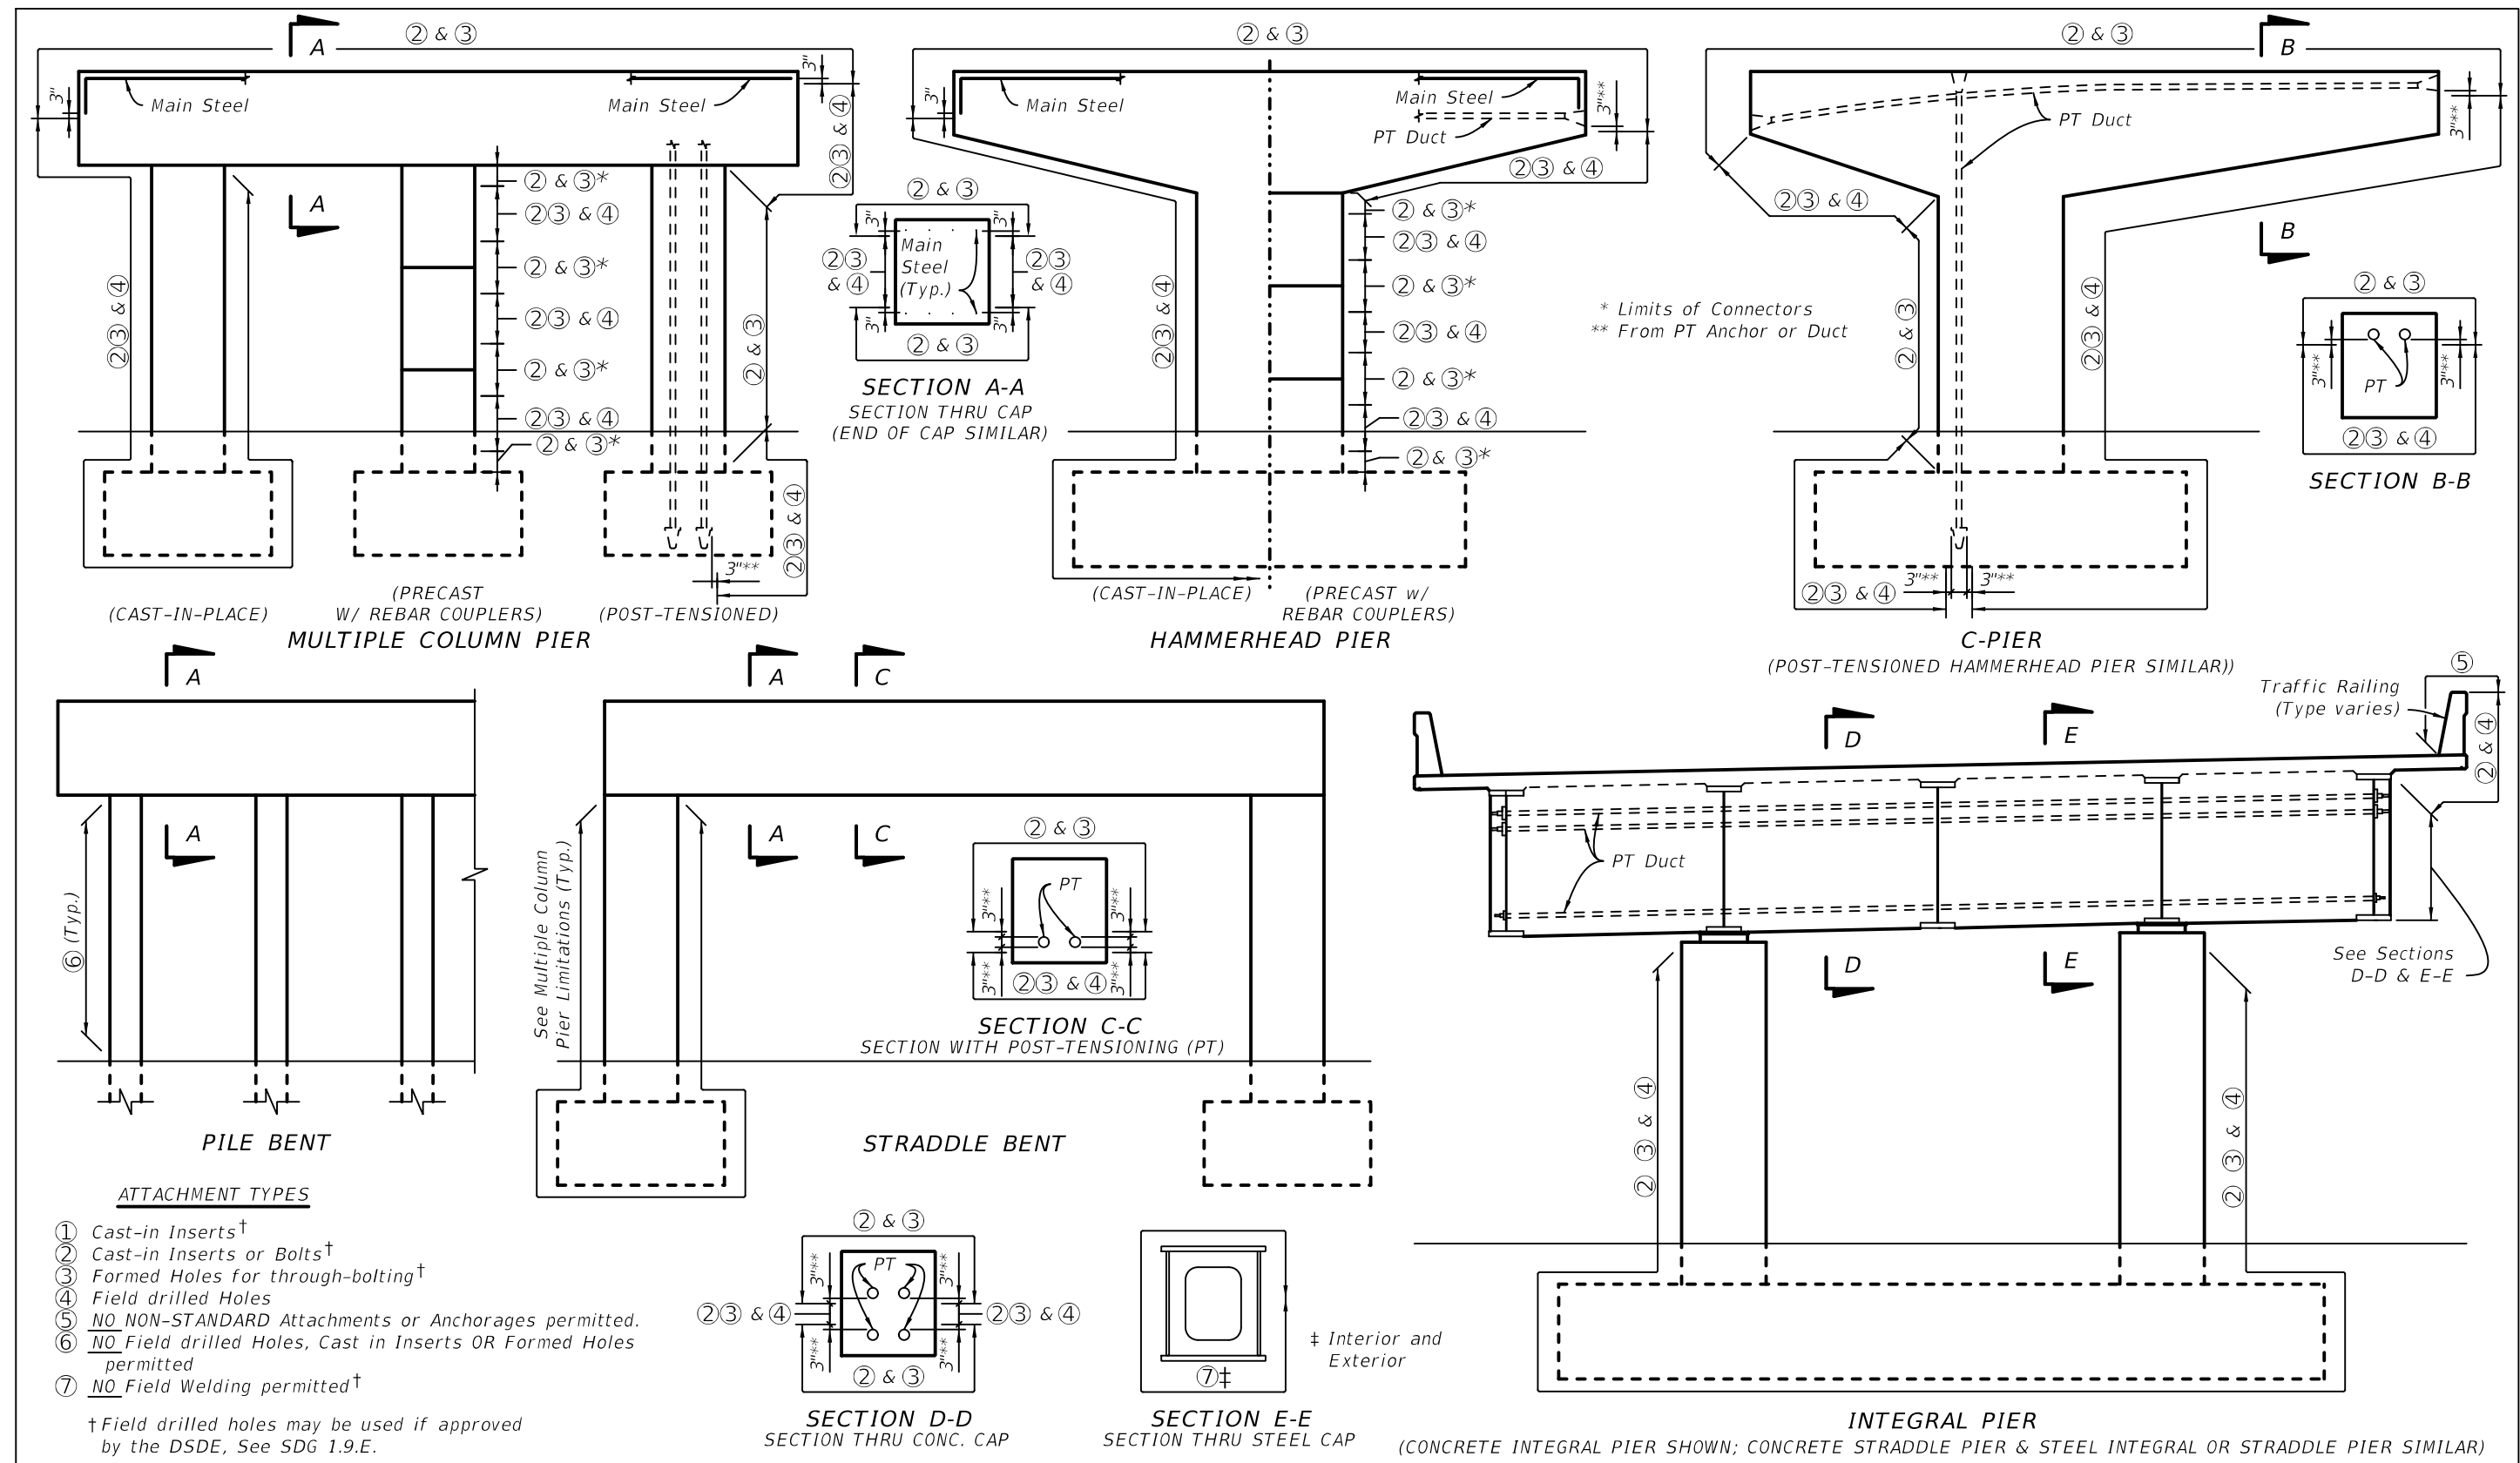 ② & ③
A
3"
Main Steel
Main Steel
3"
②③ & ④
A
② & ③*
②③ & ④
② & ③*
②③ & ④
② & ③*
②③ & ④
② & ③*
②③ & ④
② & ③
②③ & ④
3"**
(CAST-IN-PLACE)
(PRECAST
W/ REBAR COUPLERS)
(POST-TENSIONED)
MULTIPLE COLUMN PIER
② & ③
3" 3"
Main
Steel
(Typ.)
②③
& ④
②③
& ④
3" 3"
② & ③
SECTION A-A
SECTION THRU CAP
(END OF CAP SIMILAR)
② & ③
3"
Main Steel
Main Steel
PT Duct
3"**
②③ & ④
② & ③*
②③ & ④
② & ③*
②③ & ④
② & ③*
②③ & ④
② & ③*
②③ & ④
(CAST-IN-PLACE)
(PRECAST w/
REBAR COUPLERS)
HAMMERHEAD PIER
② & ③
B
PT Duct
3"**
②③ & ④
B
* Limits of Connectors
** From PT Anchor or Duct
② & ③
②③ & ④
3"** 3"**
②③ & ④
C-PIER
(POST-TENSIONED HAMMERHEAD PIER SIMILAR))
② & ③
3"** 3"**
PT
②③ & ④
SECTION B-B
A
A
⑥ (Typ.)
PILE BENT
A C
A C
See Multiple Column
Pier Limitations (Typ.)
② & ③
PT
3"** 3"**
3"** 3"**
②③ & ④
SECTION C-C
SECTION WITH POST-TENSIONING (PT)
STRADDLE BENT
⑤
Traffic Railing
(Type varies)
② & ④
D
E
PT Duct
D
E
See Sections
D-D & E-E
② ③ & ④
② ③ & ④
INTEGRAL PIER
(CONCRETE INTEGRAL PIER SHOWN; CONCRETE STRADDLE PIER & STEEL INTEGRAL OR STRADDLE PIER SIMILAR)
ATTACHMENT TYPES
① Cast-in Inserts†
② Cast-in Inserts or Bolts†
③ Formed Holes for through-bolting†
④ Field drilled Holes
⑤ NO NON-STANDARD Attachments or Anchorages permitted.
⑥ NO Field drilled Holes, Cast in Inserts OR Formed Holes
permitted
⑦ NO Field Welding permitted†
† Field drilled holes may be used if approved
by the DSDE, See SDG 1.9.E.
② & ③
PT
3"** 3"**
②③ & ④ ②③ & ④
3"** 3"**
② & ③
SECTION D-D
SECTION THRU CONC. CAP
⑦‡
‡ Interior and
Exterior
SECTION E-E
SECTION THRU STEEL CAP